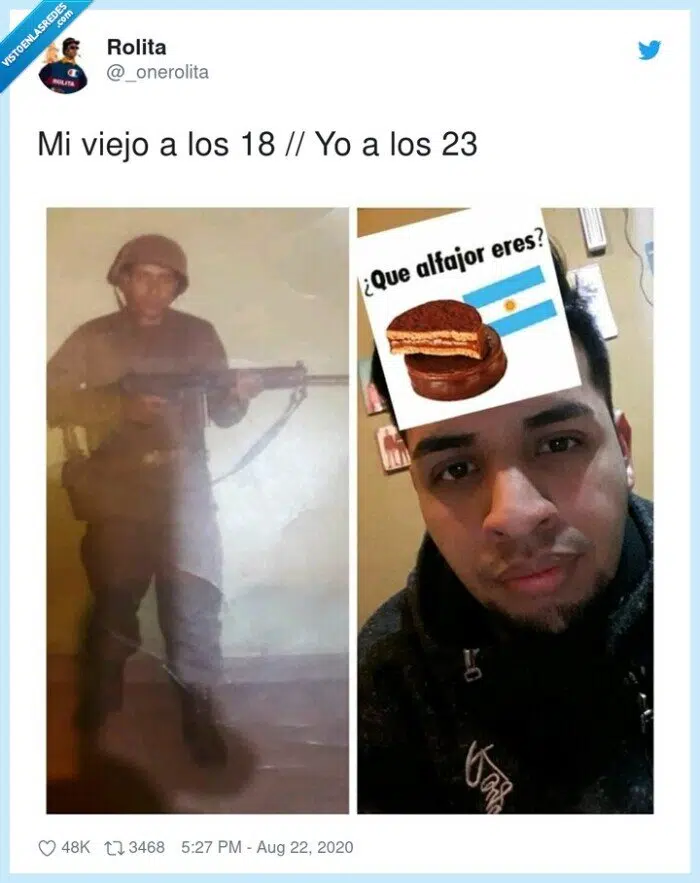 VISTOENLASREDES
.com
Rolita
@_onerolita
Mi viejo a los 18 // Yo a los 23
¿Que alfajor eres?
48K 3468 5:27 PM - Aug 22, 2020